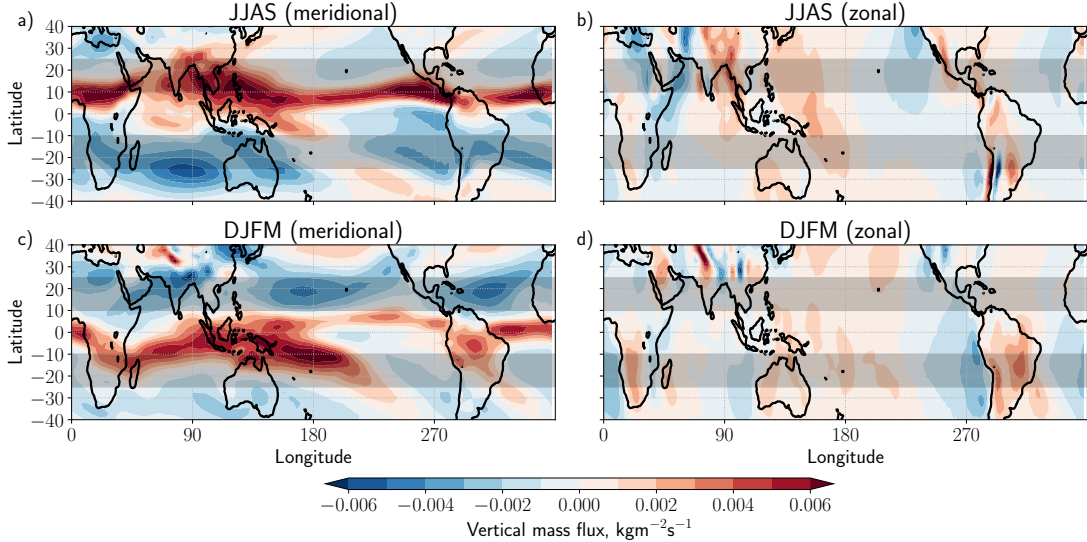 a) JJAS (meridional)
b) JJAS (zonal)
Latitude
40
30
20
10
0
−10
−20
−30
−40
c) DJFM (meridional)
d) DJFM (zonal)
Latitude
40
30
20
10
0
−10
−20
−30
−40
0 90 180 270
0 90 180 270
Longitude
Longitude
−0.006 −0.004 −0.002 0.000 0.002 0.004 0.006
Vertical mass flux, kgm⁻²s⁻¹